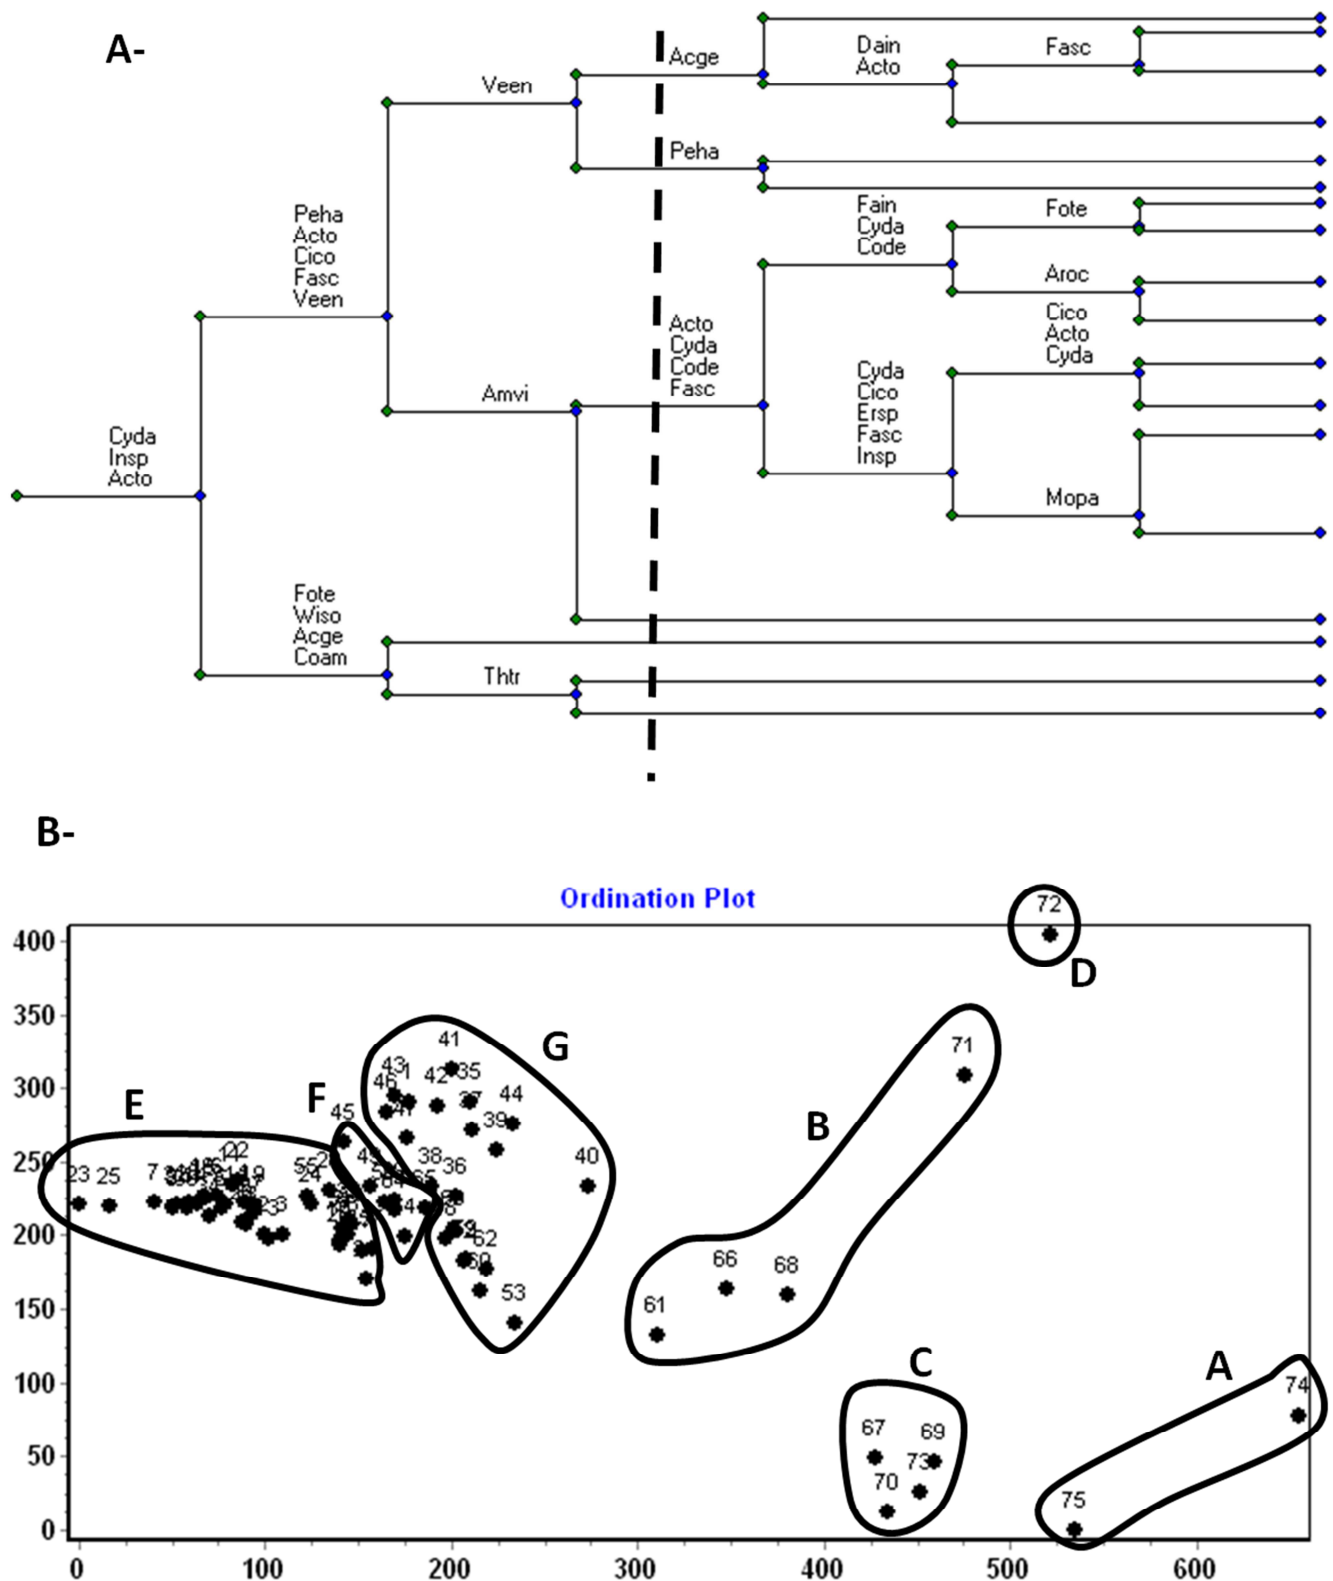 A-
Acge
Dain
Acto
Fasc
Veen
Peha
Peha
Acto
Cico
Fasc
Veen
Fain
Cyda
Code
Fote
Aroc
Cico
Acto
Cyda
Acto
Cyda
Code
Fasc
Cyda
Cico
Ersp
Fasc
Insp
Amvi
Cyda
Insp
Acto
Mopa
Fote
Wiso
Acge
Coam
Thtr
B-
Ordination Plot
72
D
400
350
300
250
200
150
100
50
0
41
G
43
1
46
42
35
44
39
71
E
F
45
B
40
23
25
7
22
19
55
24
3
38
36
62
53
66
68
61
C
A
74
67
69
73
70
75
0 100 200 300 400 500 600